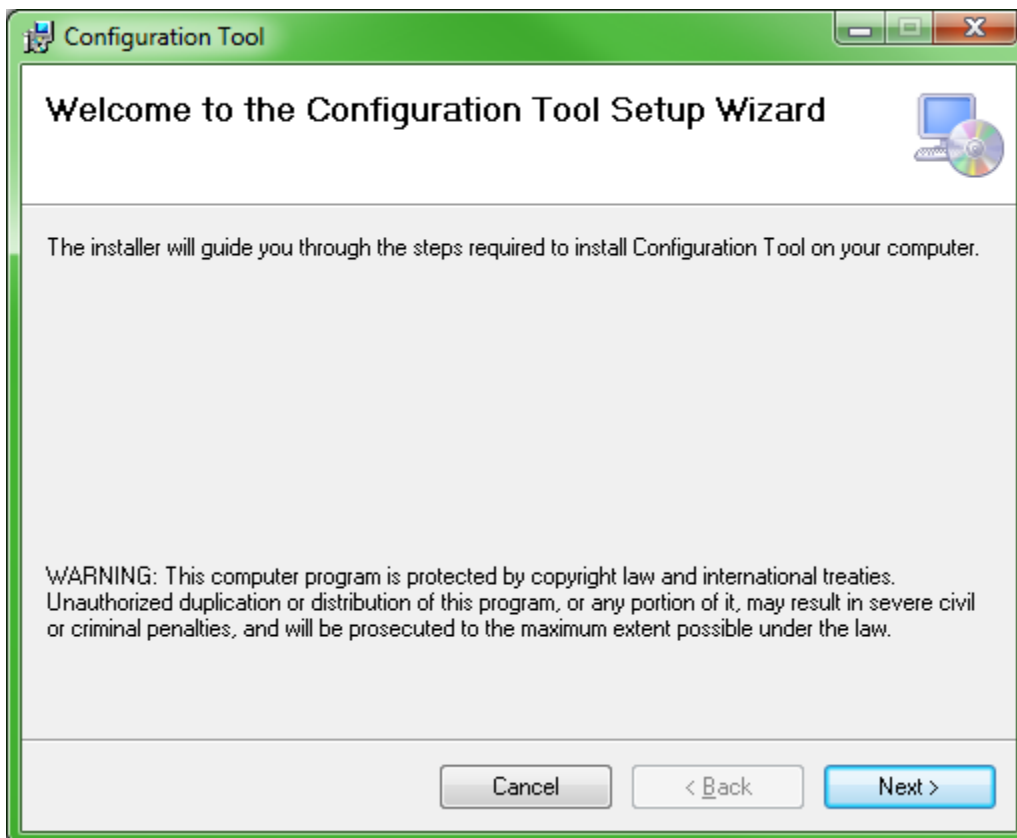 Configuration Tool
Welcome to the Configuration Tool Setup Wizard
The installer will guide you through the steps required to install Configuration Tool on your computer.
WARNING: This computer program is protected by copyright law and international treaties.
Unauthorized duplication or distribution of this program, or any portion of it, may result in severe civil
or criminal penalties, and will be prosecuted to the maximum extent possible under the law.
Cancel < Back Next >